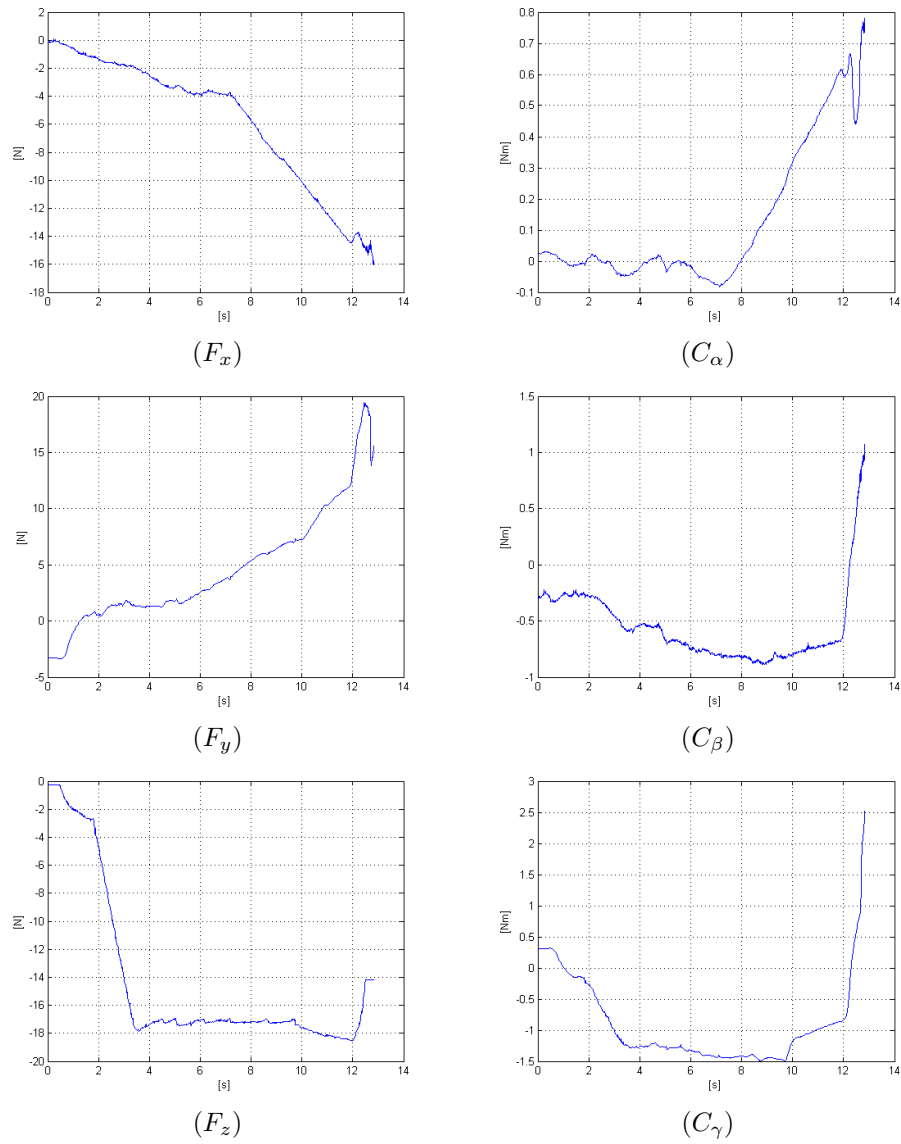 2
0
-2
-4
-6
-8
-10
-12
-14
-16
-18
[N]
0 2 4 6 8 10 12 14
[s]
(F_x)
0.8
0.7
0.6
0.5
0.4
0.3
0.2
0.1
0
-0.1
[Nm]
0 2 4 6 8 10 12 14
[s]
(C_α)
20
15
10
5
0
-5
[N]
0 2 4 6 8 10 12 14
[s]
(F_y)
1.5
1
0.5
0
-0.5
-1
[Nm]
0 2 4 6 8 10 12 14
[s]
(C_β)
0
-2
-4
-6
-8
-10
-12
-14
-16
-18
-20
[N]
0 2 4 6 8 10 12 14
[s]
(F_z)
3
2.5
2
1.5
1
0.5
0
-0.5
-1
-1.5
[Nm]
0 2 4 6 8 10 12 14
[s]
(C_γ)